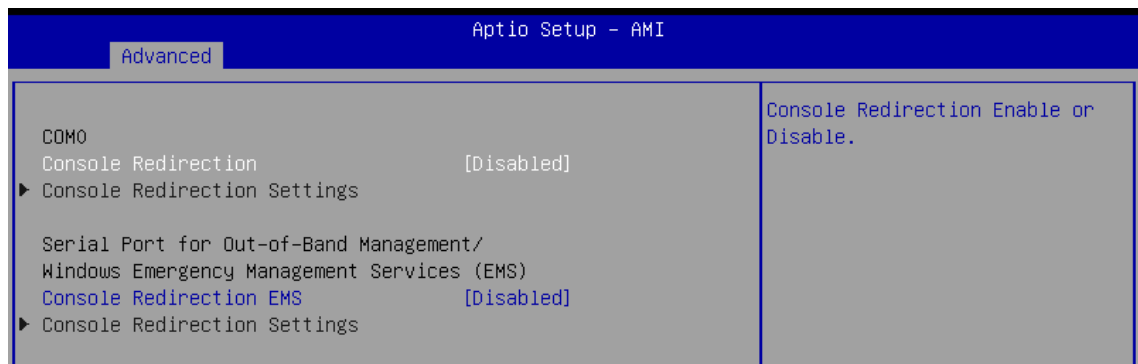 Aptio Setup – AMI
Advanced
COM0
Console Redirection [Disabled]
Console Redirection Settings
Serial Port for Out-of-Band Management/
Windows Emergency Management Services (EMS)
Console Redirection EMS [Disabled]
Console Redirection Settings
Console Redirection Enable or
Disable.